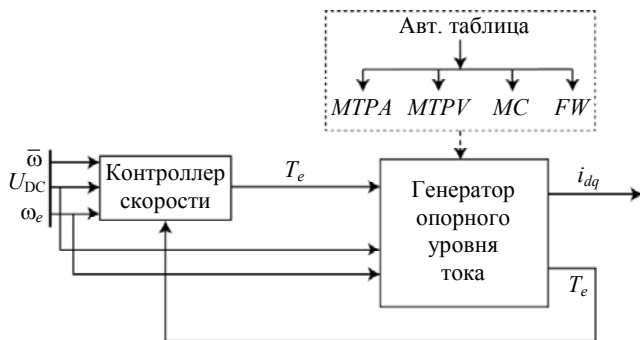 Авт. таблица
MTPA MTPV MC FW
ω̅
U_DC
ω_e
Контроллер
скорости
T_e
Генератор
опорного
уровня
тока
i_dq
T_e